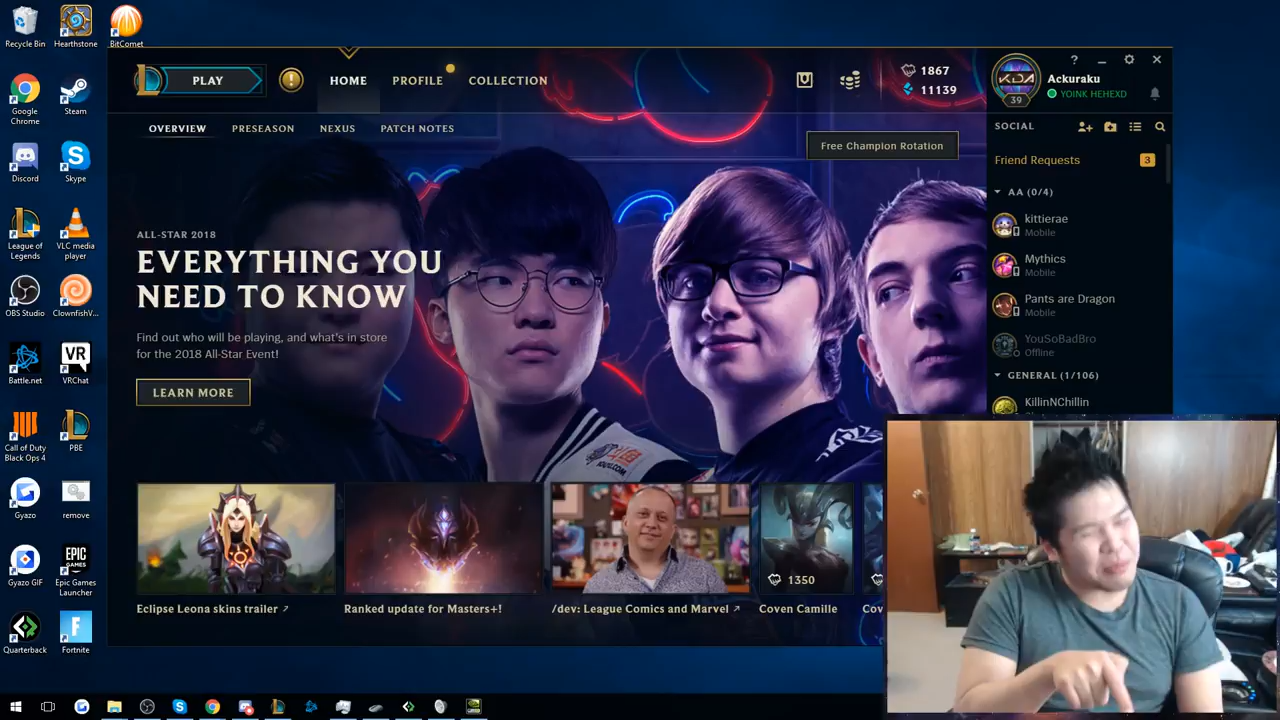 Recycle Bin
Hearthstone
BitComet
Google
Chrome
Steam
Discord
Skype
League of
Legends
VLC media
player
OBS Studio
ClownfishV...
Battle.net
VR
VRChat
Call of Duty
Black Ops 4
PBE
Gyazo
remove
Gyazo GIF
EPIC
GAMES
Epic Games
Launcher
Quarterback
Fortnite
PLAY
HOME
PROFILE
COLLECTION
1867
11139
OVERVIEW
PRESEASON
NEXUS
PATCH NOTES
Free Champion Rotation
ALL-STAR 2018
EVERYTHING YOU
NEED TO KNOW
Find out who will be playing, and what's in store
for the 2018 All-Star Event!
LEARN MORE
Eclipse Leona skins trailer
Ranked update for Masters+!
/dev: League Comics and Marvel
1350
Coven Camille
Cov
KDA
39
Ackuraku
YOINK HEHEXD
SOCIAL
Friend Requests
3
AA (0/4)
kittierae
Mobile
Mythics
Mobile
Pants are Dragon
Mobile
YouSoBadBro
Offline
GENERAL (1/106)
KillinNChillin